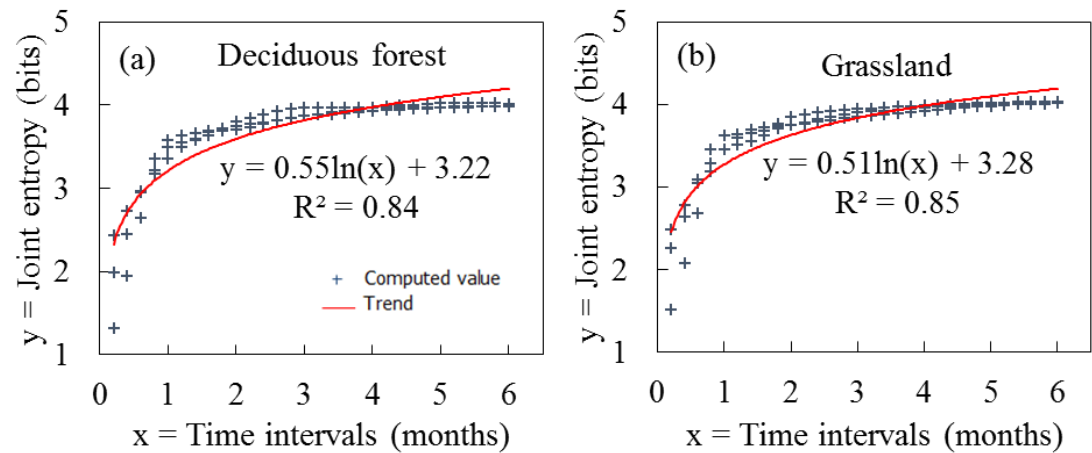 (a)
Deciduous forest
y = Joint entropy (bits)
5
4
3
2
1
y = 0.55ln(x) + 3.22
R² = 0.84
Computed value
Trend
0 1 2 3 4 5 6
x = Time intervals (months)
(b)
Grassland
y = Joint entropy (bits)
5
4
3
2
1
y = 0.51ln(x) + 3.28
R² = 0.85
0 1 2 3 4 5 6
x = Time intervals (months)